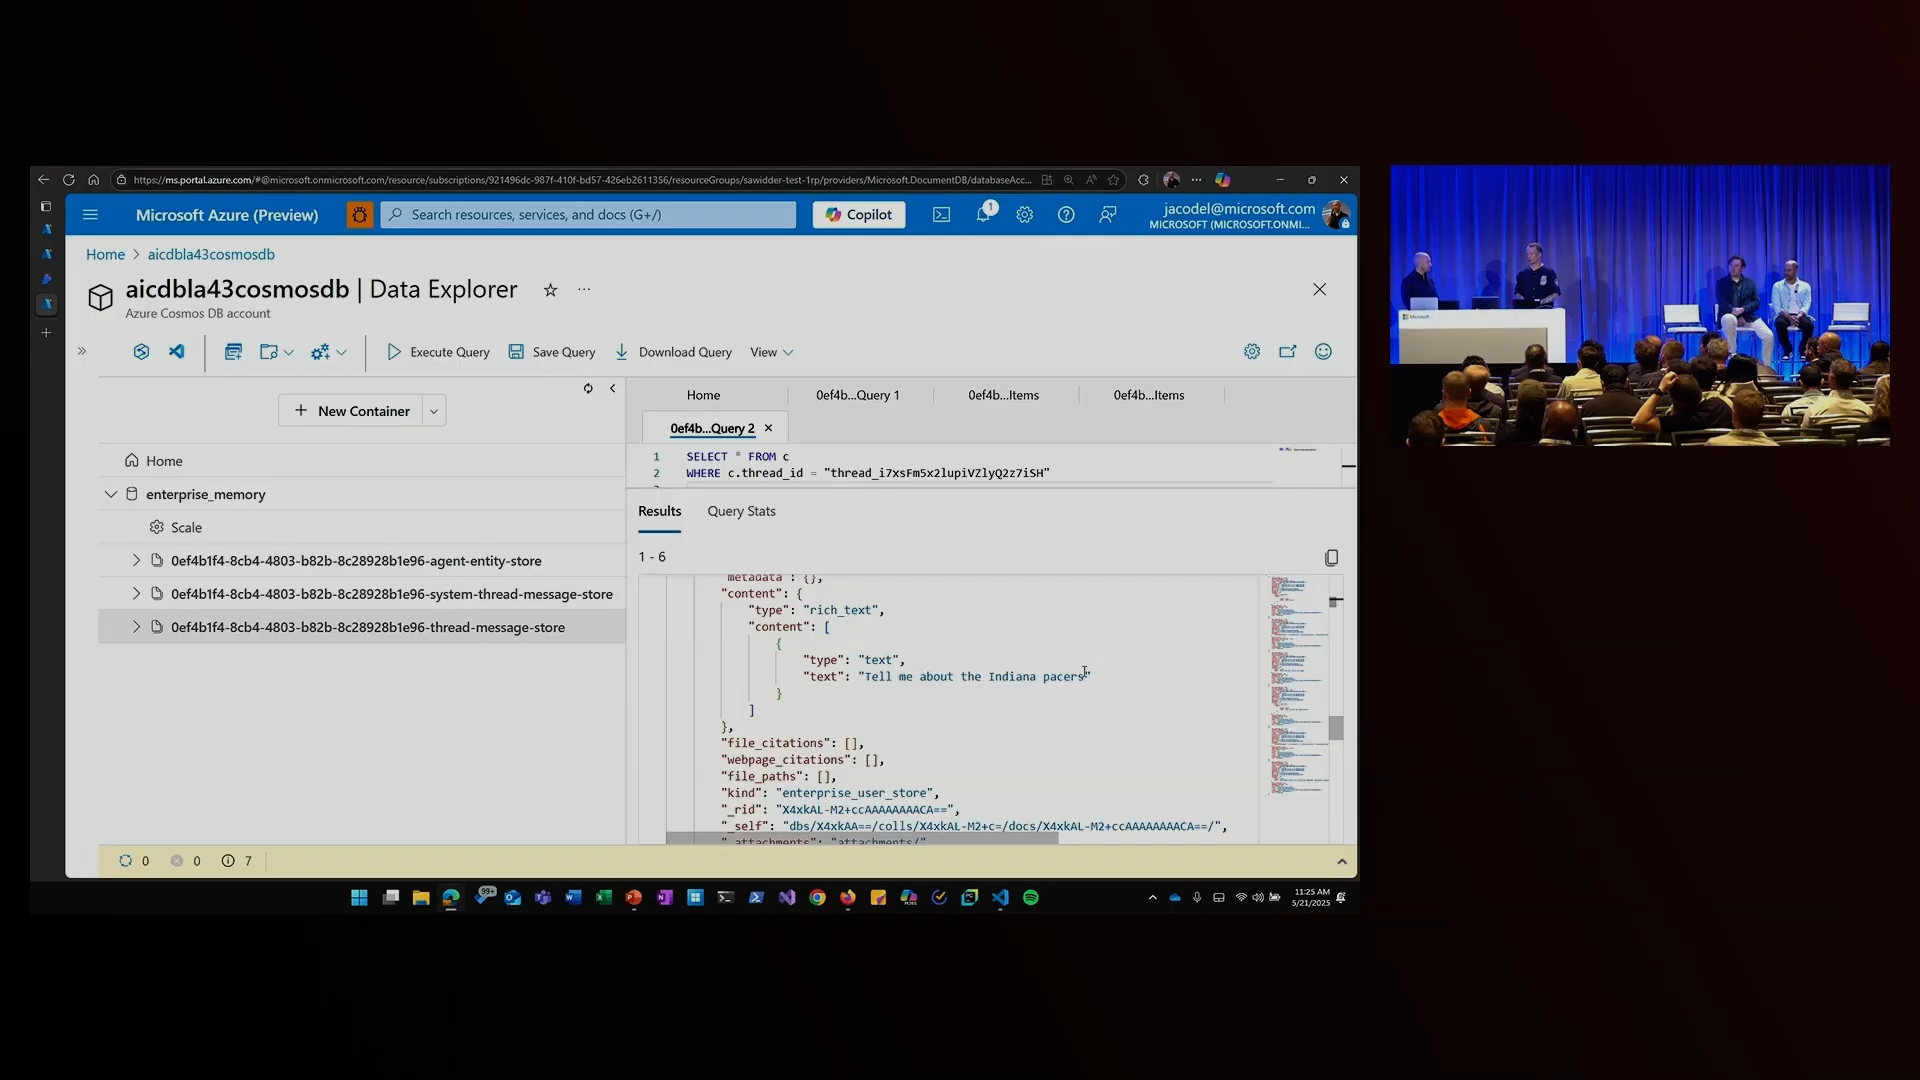 https://ms.portal.azure.com/#@microsoft.onmicrosoft.com/resource/subscriptions/921496dc-987f-410f-bd57-426eb2611356/resourceGroups/sawidder-test-1rp/providers/Microsoft.DocumentDB/databaseAcc...
Microsoft Azure (Preview)
Search resources, services, and docs (G+/)
Copilot
1
jacodel@microsoft.com
MICROSOFT (MICROSOFT.ONMI...
Home > aicdbla43cosmosdb
aicdbla43cosmosdb | Data Explorer
Azure Cosmos DB account
Execute Query
Save Query
Download Query
View
New Container
Home
0ef4b...Query 1
0ef4b...Items
0ef4b...Items
0ef4b...Query 2
1 SELECT * FROM c
2 WHERE c.thread_id = "thread_i7xsFm5x2lupiVZlyQ2z7iSH"
Home
enterprise_memory
Scale
0ef4b1f4-8cb4-4803-b82b-8c28928b1e96-agent-entity-store
0ef4b1f4-8cb4-4803-b82b-8c28928b1e96-system-thread-message-store
0ef4b1f4-8cb4-4803-b82b-8c28928b1e96-thread-message-store
Results
Query Stats
1 - 6
"metadata": {},
"content": {
"type": "rich_text",
"content": [
{
"type": "text",
"text": "Tell me about the Indiana pacers"
}
]
},
"file_citations": [],
"webpage_citations": [],
"file_paths": [],
"kind": "enterprise_user_store",
"_rid": "X4xkAL-M2+ccAAAAAAAACA==",
"_self": "dbs/X4xkAA==/colls/X4xkAL-M2+c=/docs/X4xkAL-M2+ccAAAAAAAACA==/",
"_attachments": "attachments/"
0
0
7
99+
11:25 AM
5/21/2025
Microsoft